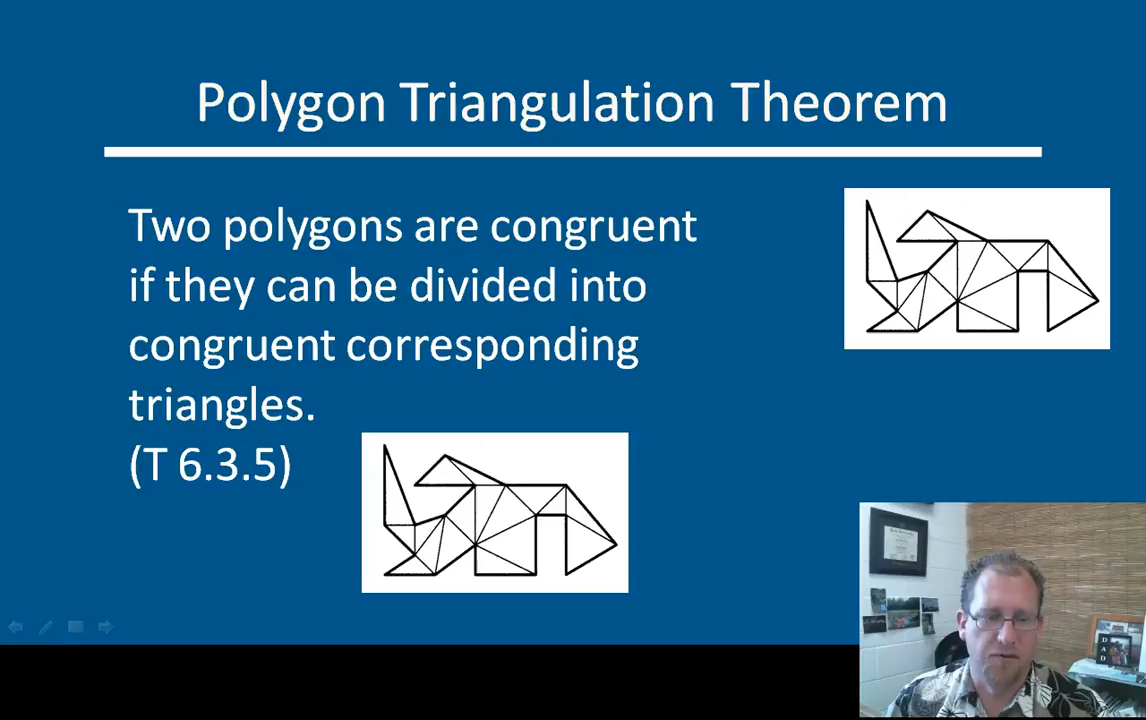 Polygon Triangulation Theorem
Two polygons are congruent
if they can be divided into
congruent corresponding
triangles.
(T 6.3.5)
DAD